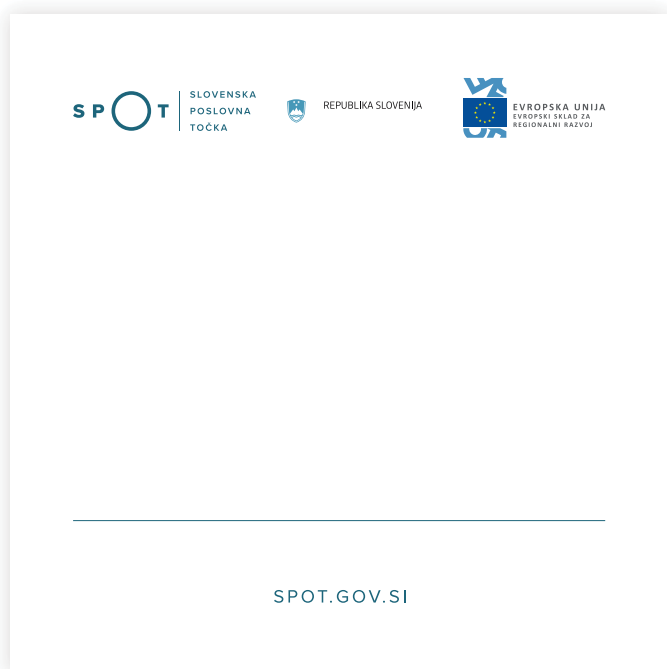 SPOT
SLOVENSKA
POSLOVNA
TOČKA
REPUBLIKA SLOVENIJA
EVROPSKA UNIJA
EVROPSKI SKLAD ZA
REGIONALNI RAZVOJ
SPOT.GOV.SI